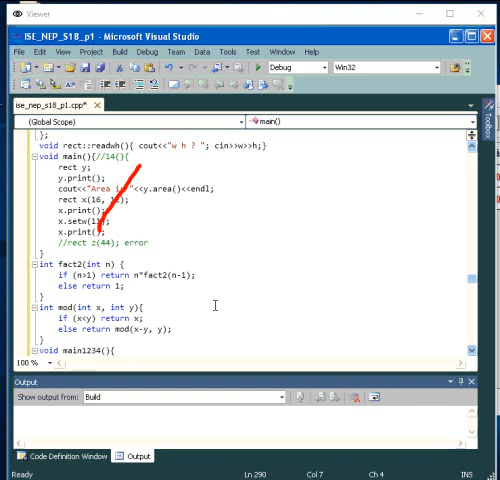 Viewer
ISE_NEP_S18_p1 - Microsoft Visual Studio
File Edit View Project Build Debug Team Data Tools Test Window Help
Debug Win32
ise_nep_s18_p1.cpp*
Toolbox
(Global Scope) main()
};
void rect::readwh(){ cout<<"w h ? "; cin>>w>>h;}
void main(){//14(){
rect y;
y.print();
cout<<"Area is "<<y.area()<<endl;
rect x(16,
x.print();
x.setw(11);
x.print();
//rect z(44); error
}
int fact2(int n) {
if (n>1) return n*fact2(n-1);
else return 1;
}
int mod(int x, int y){
if (x<y) return x;
else return mod(x-y, y);
}
void main1234(){
100 %
Output
Show output from: Build
Code Definition Window Output
Ready Ln 290 Col 7 Ch 4 INS